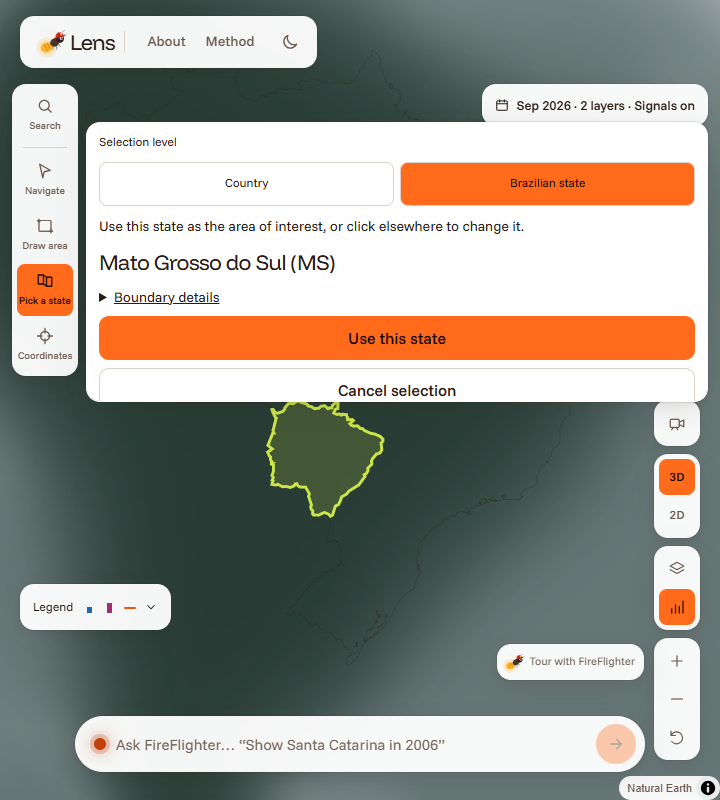 Lens
About
Method
Search
Navigate
Draw area
Pick a state
Coordinates
Sep 2026 · 2 layers · Signals on
Selection level
Country
Brazilian state
Use this state as the area of interest, or click elsewhere to change it.
Mato Grosso do Sul (MS)
Boundary details
Use this state
Cancel selection
3D
2D
Legend
Tour with FireFlighter
Ask FireFlighter… “Show Santa Catarina in 2006”
Natural Earth